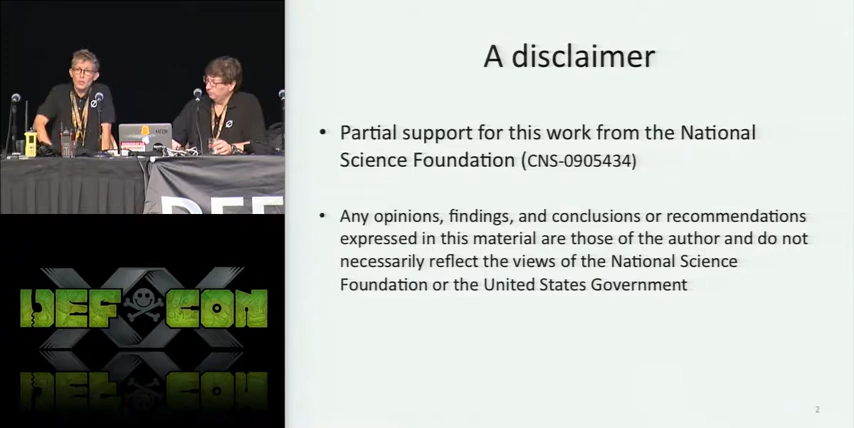 A disclaimer
• Partial support for this work from the National
Science Foundation (CNS-0905434)
• Any opinions, findings, and conclusions or recommendations
expressed in this material are those of the author and do not
necessarily reflect the views of the National Science
Foundation or the United States Government
2
DEF CON
XX